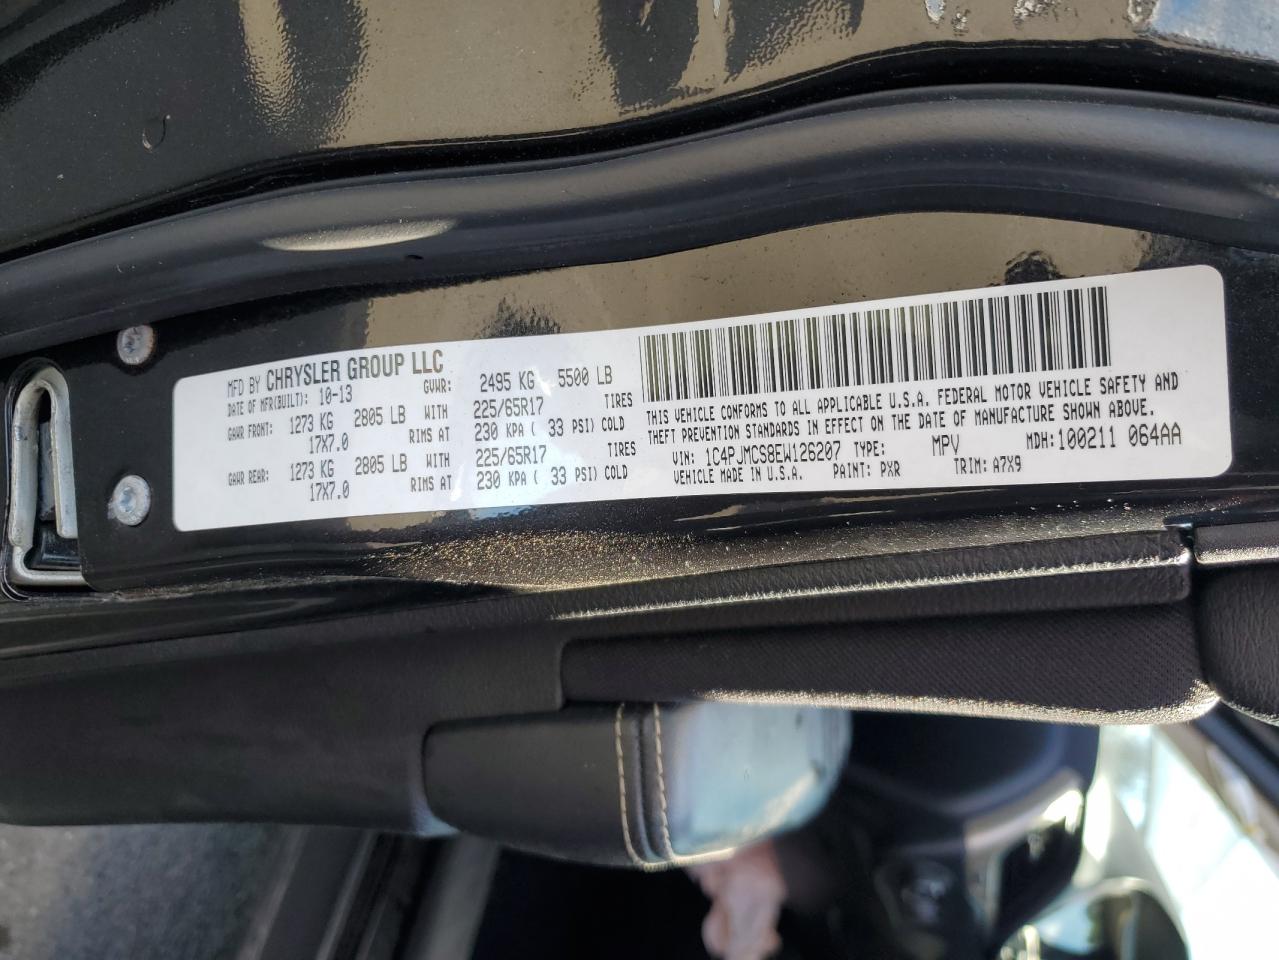 MFD BY CHRYSLER GROUP LLC
DATE OF MFR(BUILT): 10-13 GVWR: 2495 KG 5500 LB
GAWR FRONT: 1273 KG 2805 LB WITH 225/65R17 TIRES
17X7.0 RIMS AT 230 KPA ( 33 PSI) COLD
GAWR REAR: 1273 KG 2805 LB WITH 225/65R17 TIRES
17X7.0 RIMS AT 230 KPA ( 33 PSI) COLD
THIS VEHICLE CONFORMS TO ALL APPLICABLE U.S.A. FEDERAL MOTOR VEHICLE SAFETY AND
THEFT PREVENTION STANDARDS IN EFFECT ON THE DATE OF MANUFACTURE SHOWN ABOVE.
VIN: 1C4PJMCS8EW126207 TYPE: MPV MDH:100211 064AA
VEHICLE MADE IN U.S.A. PAINT: PXR TRIM: A7X9